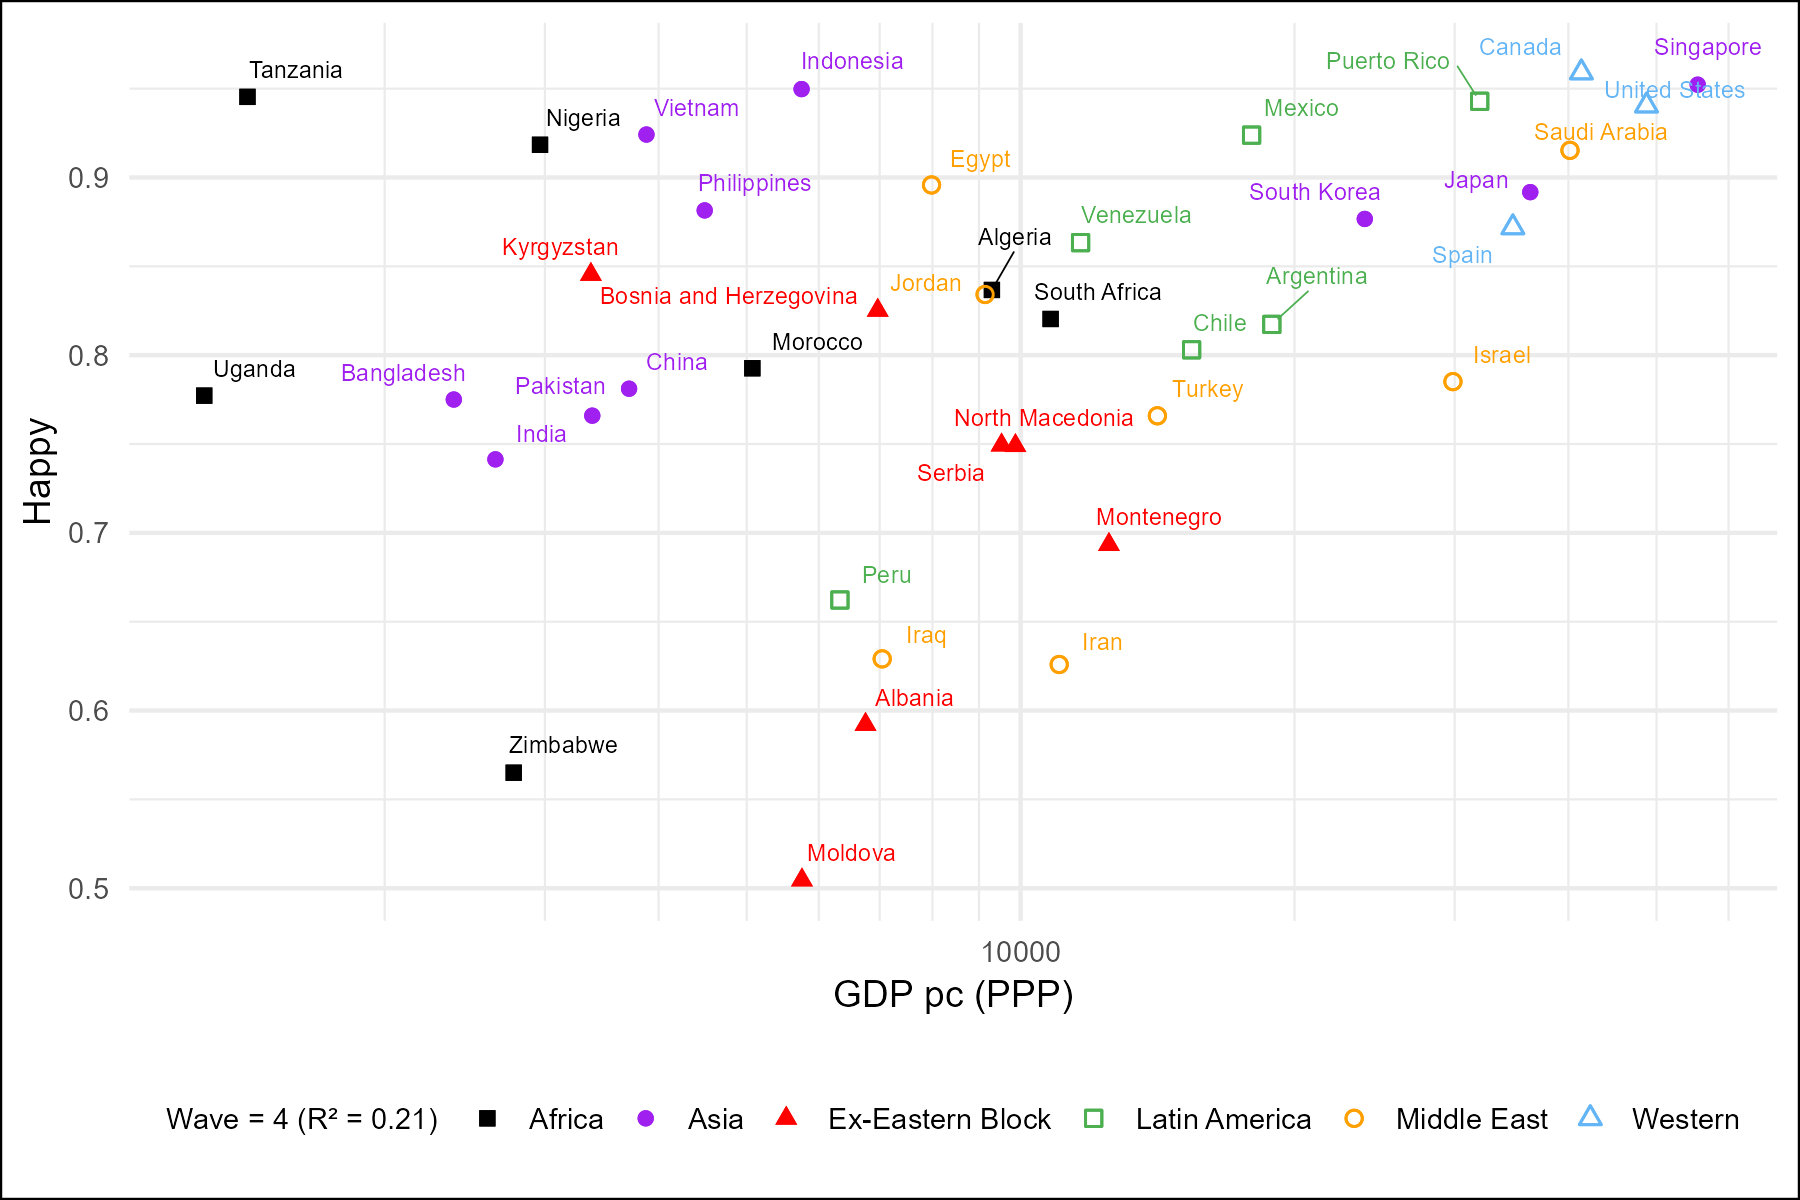 Canada
Singapore
Indonesia
Puerto Rico
Tanzania
United States
Vietnam
Mexico
Nigeria
Saudi Arabia
Egypt
0.9
Philippines
Japan
South Korea
Venezuela
Algeria
Kyrgyzstan
Spain
Argentina
Jordan
Bosnia and Herzegovina
South Africa
Chile
Morocco
0.8
Israel
China
Uganda
Bangladesh
Pakistan
Turkey
North Macedonia
India
Serbia
Happy
Montenegro
0.7
Peru
Iraq
Iran
Albania
0.6
Zimbabwe
Moldova
0.5
10000
GDP pc (PPP)
Wave = 4 (R² = 0.21) Africa Asia Ex-Eastern Block Latin America Middle East Western